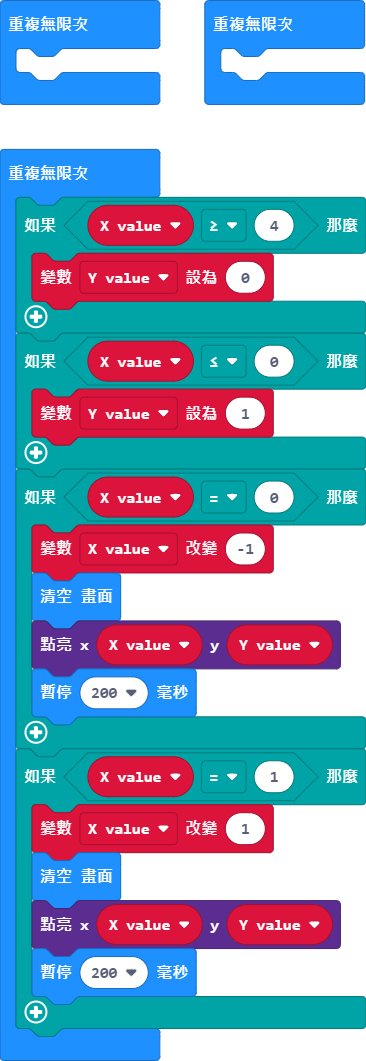 重複無限次 重複無限次
重複無限次
如果 X value ≥ 4 那麼
變數 Y value 設為 0
如果 X value ≤ 0 那麼
變數 Y value 設為 1
如果 X value = 0 那麼
變數 X value 改變 -1
清空 畫面
點亮 x X value y Y value
暫停 200 毫秒
如果 X value = 1 那麼
變數 X value 改變 1
清空 畫面
點亮 x X value y Y value
暫停 200 毫秒